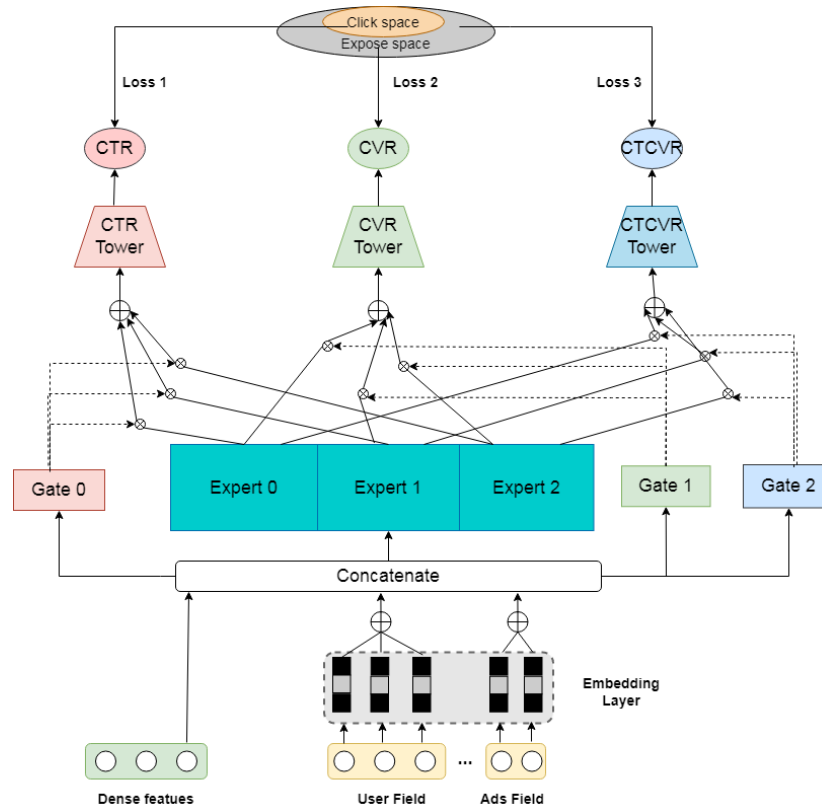 Click space
Expose space
Loss 1
Loss 2
Loss 3
CTR
CVR
CTCVR
CTR
Tower
CVR
Tower
CTCVR
Tower
Gate 0
Expert 0
Expert 1
Expert 2
Gate 1
Gate 2
Concatenate
Embedding
Layer
...
Dense featues
User Field
Ads Field